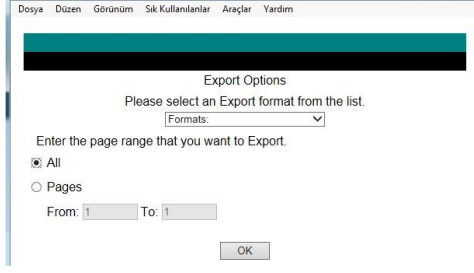 Dosya Düzen Görünüm Sık Kullanılanlar Araçlar Yardım
Export Options
Please select an Export format from the list.
Formats:
Enter the page range that you want to Export.
All
Pages
From: 1 To: 1
OK